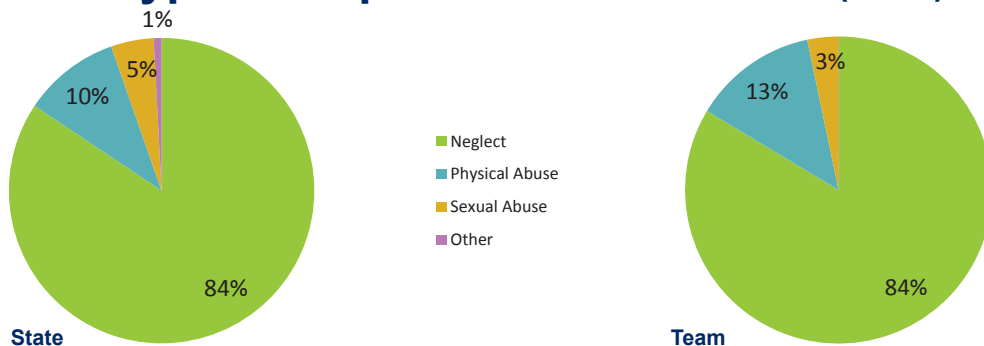 1%
5%
10%
84%
State
Neglect
Physical Abuse
Sexual Abuse
Other
3%
13%
84%
Team